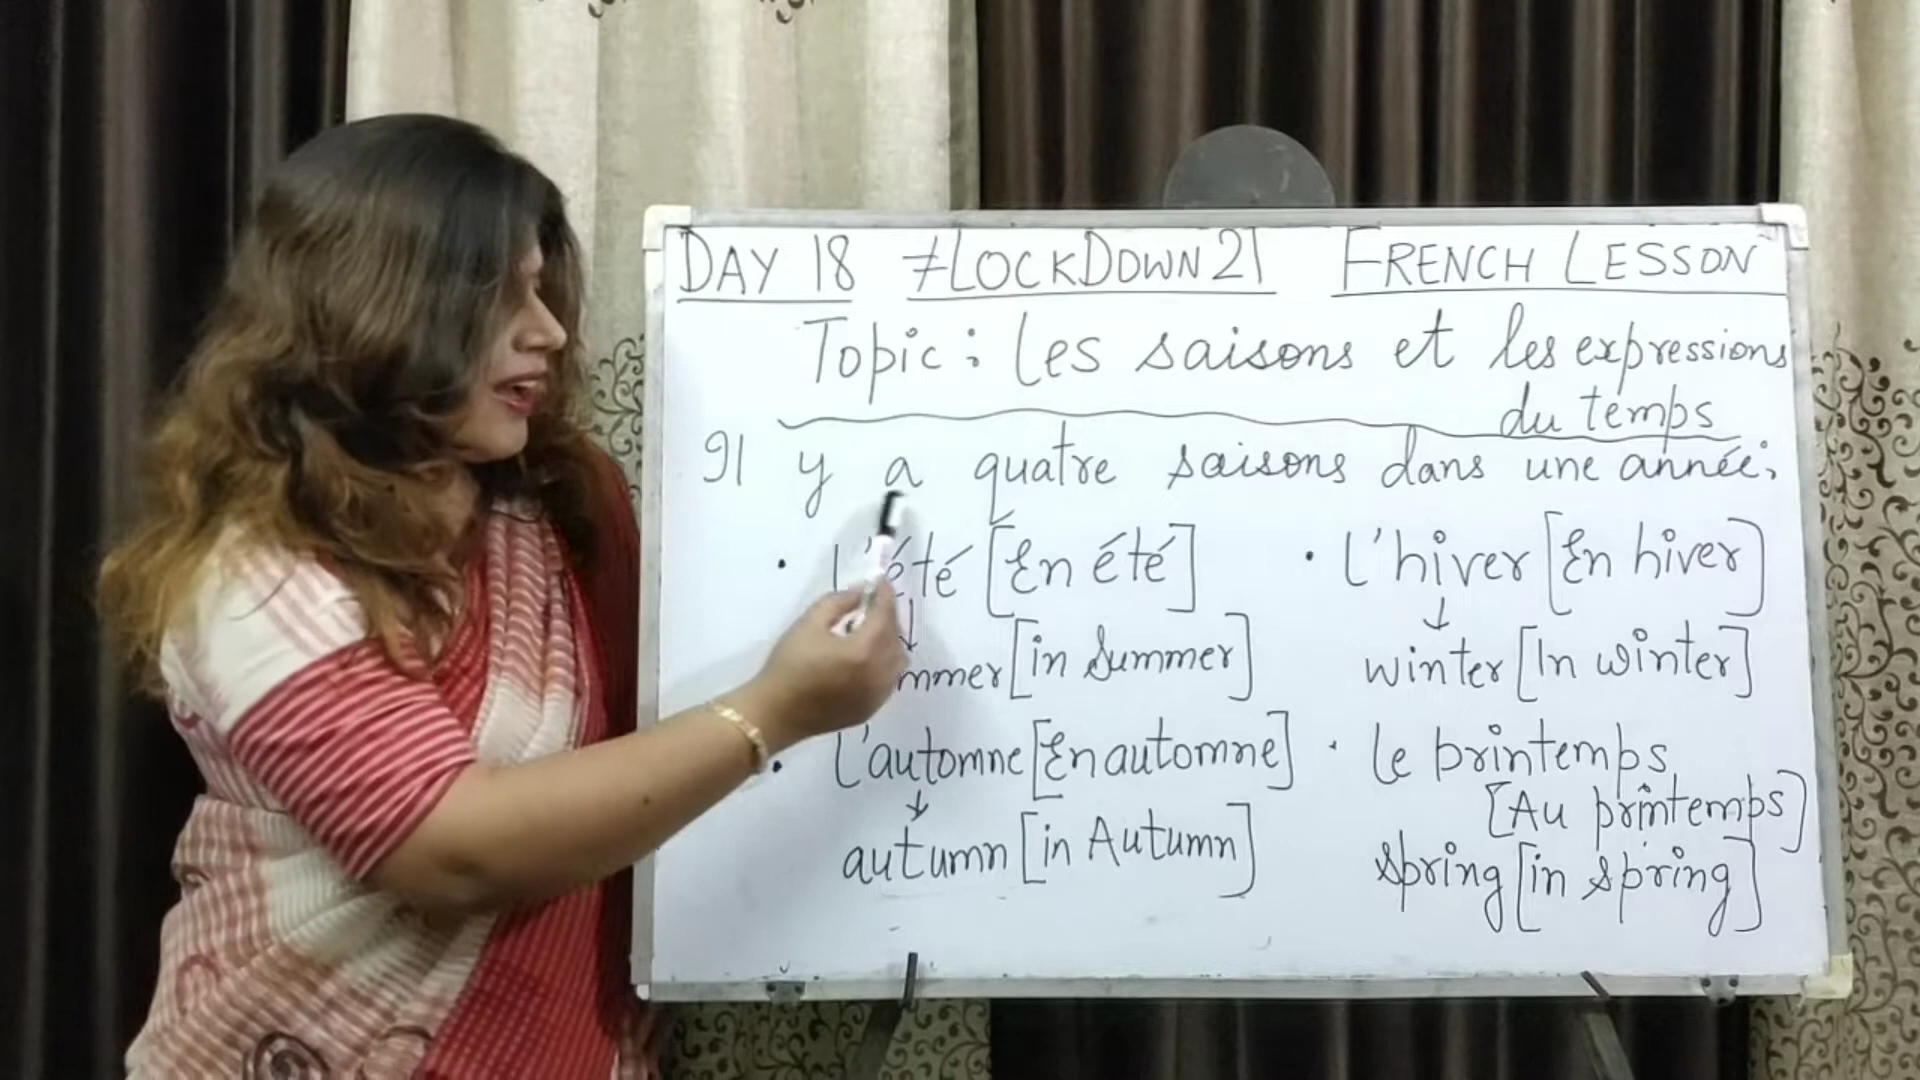 DAY 18 #LOCKDOWN21 FRENCH LESSON
Topic: Les saisons et les expressions
du temps
Il y a quatre saisons dans une année:
• L'été [En été] • L'hiver [En hiver]
↓ ↓
mmer [in summer] winter [In winter]
• L'automne [En automne] • Le printemps
↓ [Au printemps]
autumn [in Autumn] spring [in spring]